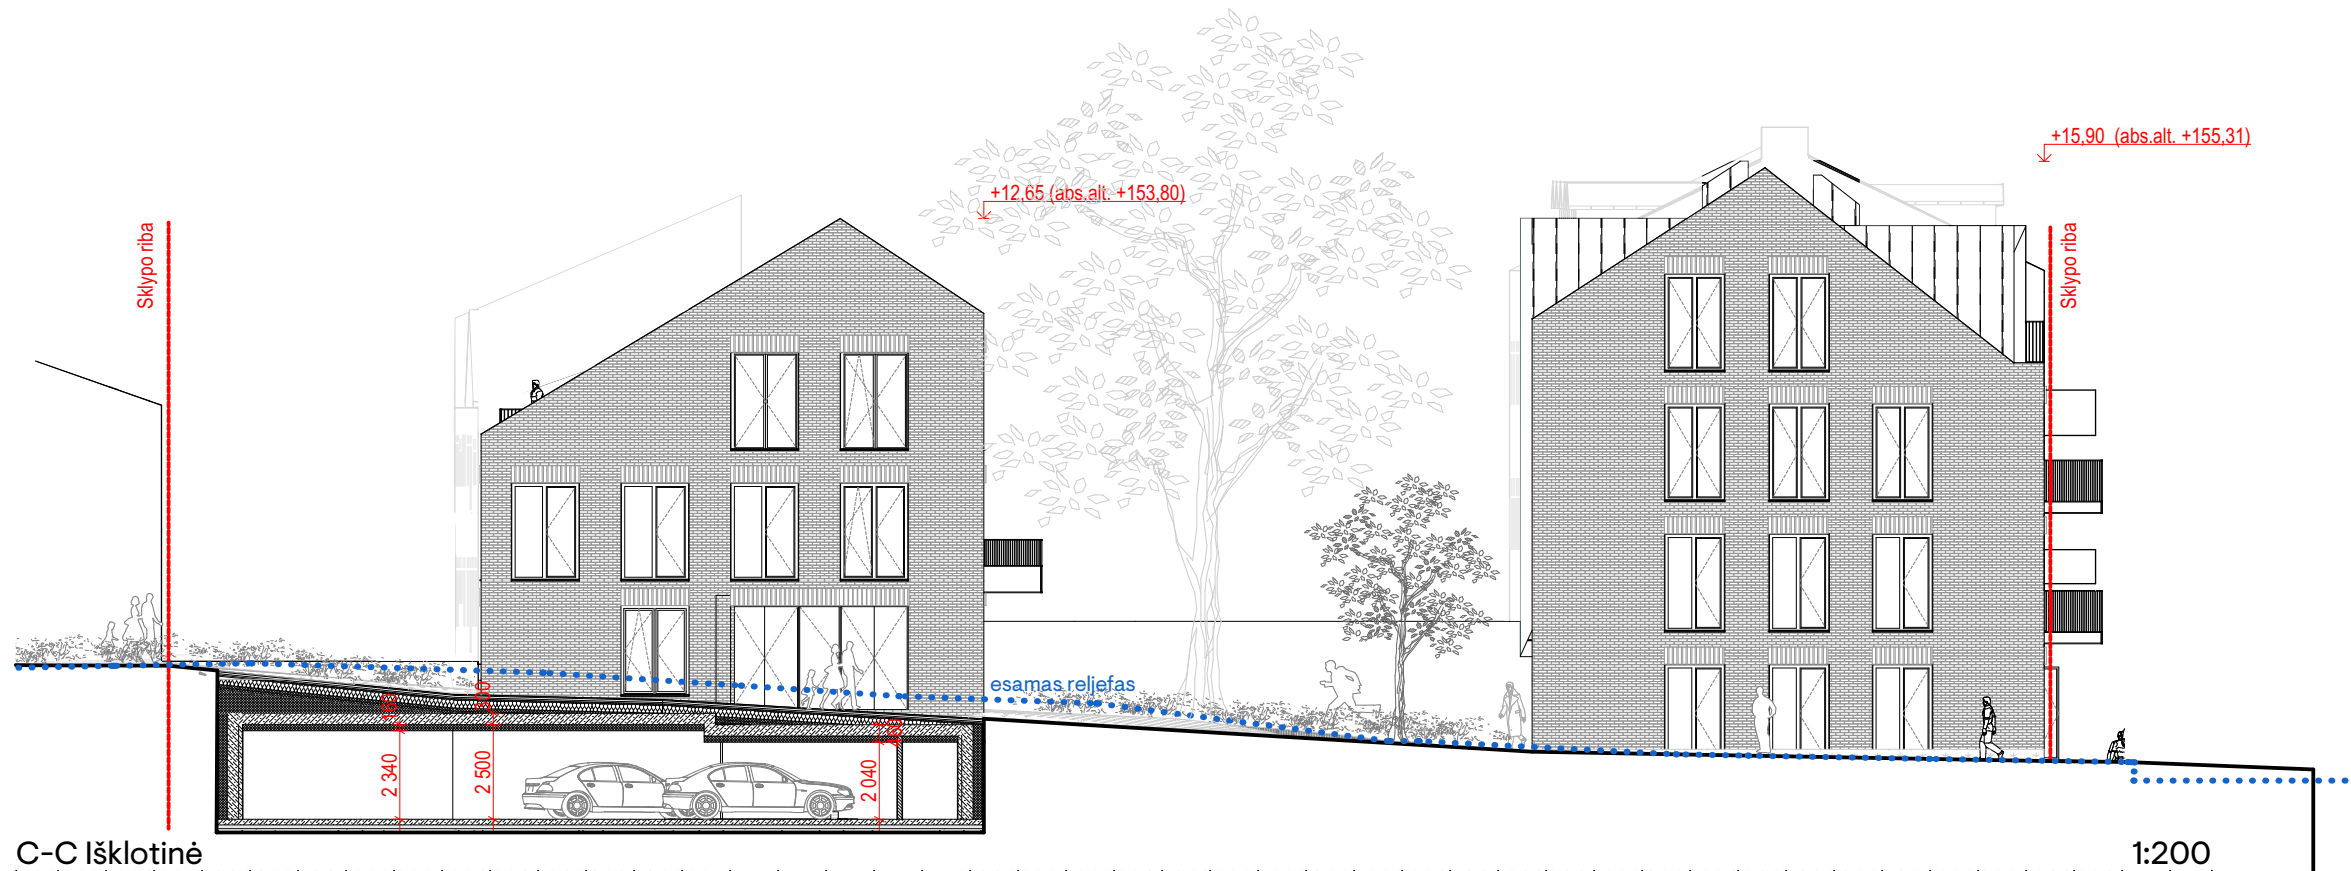 +15,90 (abs.alt. +155,31)
+12,65 (abs.alt. +153,80)
Sklypo riba
Sklypo riba
esamas reljefas
160
300
460
2 340
2 500
2 040
C-C Išklotinė
1:200